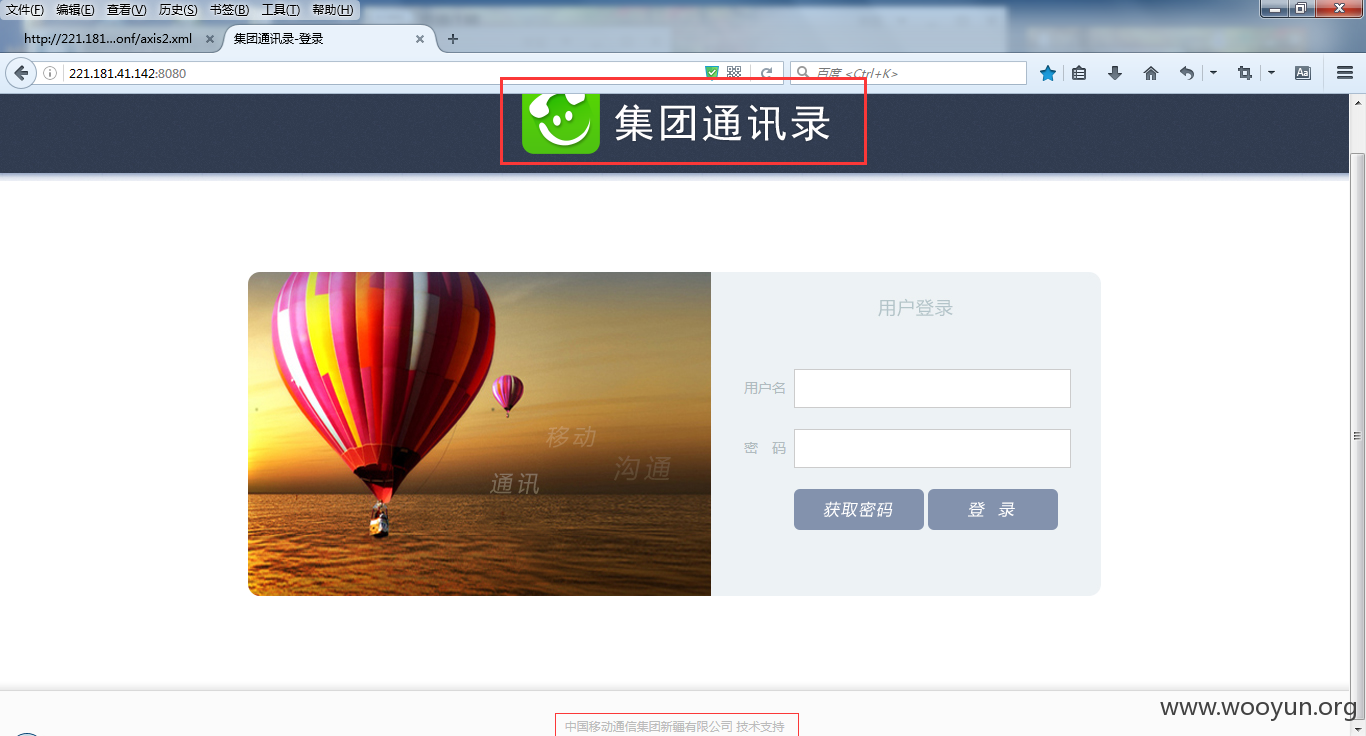 文件(F) 编辑(E) 查看(V) 历史(S) 书签(B) 工具(T) 帮助(H)
http://221.181...onf/axis2.xml × 集团通讯录-登录 × +
221.181.41.142:8080 百度 <Ctrl+K>
集团通讯录
用户登录
用户名
移动
密 码
沟通
通讯
获取密码 登 录
www.wooyun.org
中国移动通信集团新疆有限公司 技术支持